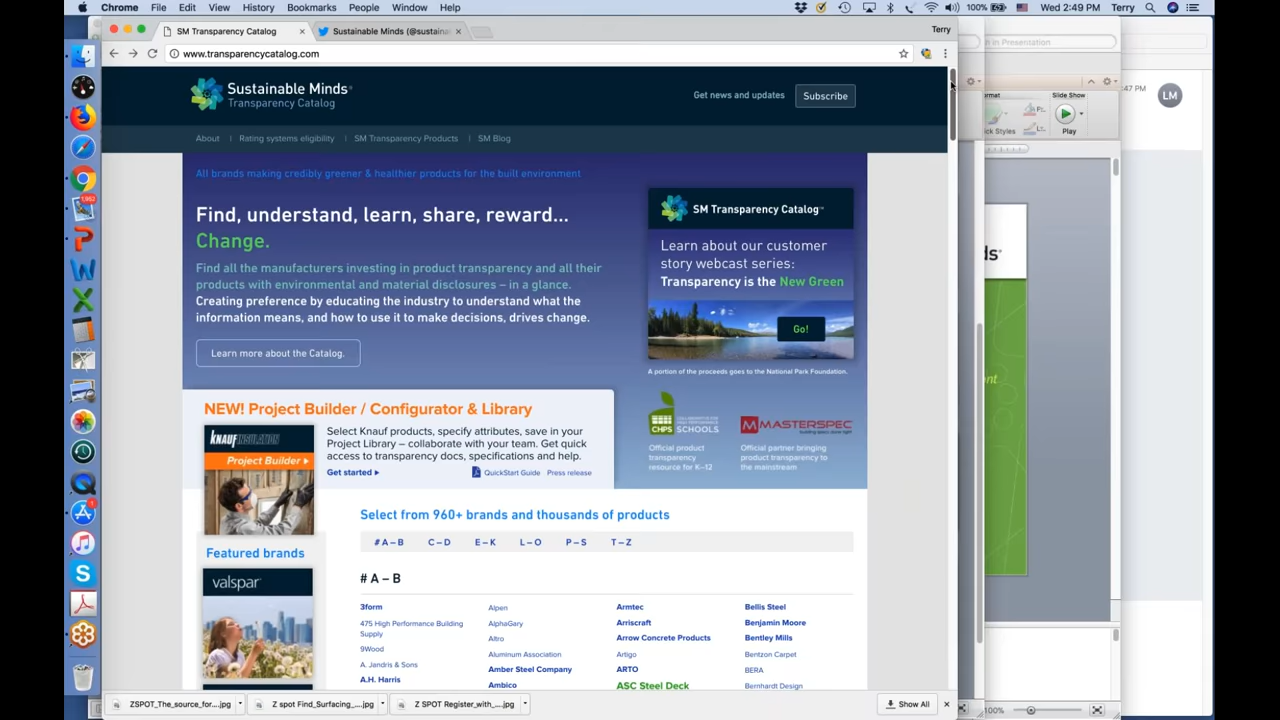 Chrome File Edit View History Bookmarks People Window Help 100% Wed 2:49 PM Terry
SM Transparency Catalog
Sustainable Minds (@sustaina
Terry
www.transparencycatalog.com
Sustainable Minds
Transparency Catalog
Get news and updates
Subscribe
About | Rating systems eligibility | SM Transparency Products | SM Blog
All brands making credibly greener & healthier products for the built environment
Find, understand, learn, share, reward...
Change.
Find all the manufacturers investing in product transparency and all their
products with environmental and material disclosures – in a glance.
Creating preference by educating the industry to understand what the
information means, and how to use it to make decisions, drives change.
Learn more about the Catalog.
SM Transparency Catalog™
Learn about our customer
story webcast series:
Transparency is the New Green
Go!
A portion of the proceeds goes to the National Park Foundation.
CHPS
SCHOOLS
Official product
transparency
resource for K–12
MASTERSPEC
Official partner bringing
product transparency to
the mainstream
NEW! Project Builder / Configurator & Library
KNAUFINSULATION
Project Builder ▸
Select Knauf products, specify attributes, save in your
Project Library – collaborate with your team. Get quick
access to transparency docs, specifications and help.
Get started ▸
QuickStart Guide Press release
Featured brands
valspar
Select from 960+ brands and thousands of products
# A – B C – D E – K L – O P – S T – Z
# A – B
3form
475 High Performance Building
Supply
9Wood
A. Jandris & Sons
A.H. Harris
Alpen
AlphaGary
Altro
Aluminum Association
Amber Steel Company
Ambico
Armtec
Arriscraft
Arrow Concrete Products
Artigo
ARTO
ASC Steel Deck
Bellis Steel
Benjamin Moore
Bentley Mills
Bentzon Carpet
BERA
Bernhardt Design
ZSPOT_The_source_for....jpg
Z spot Find_Surfacing_....jpg
Z SPOT Register_with_....jpg
Show All
n in Presentation
:47 PM
LM
Slide Show
Play
ds
ent
100%
1,993
1